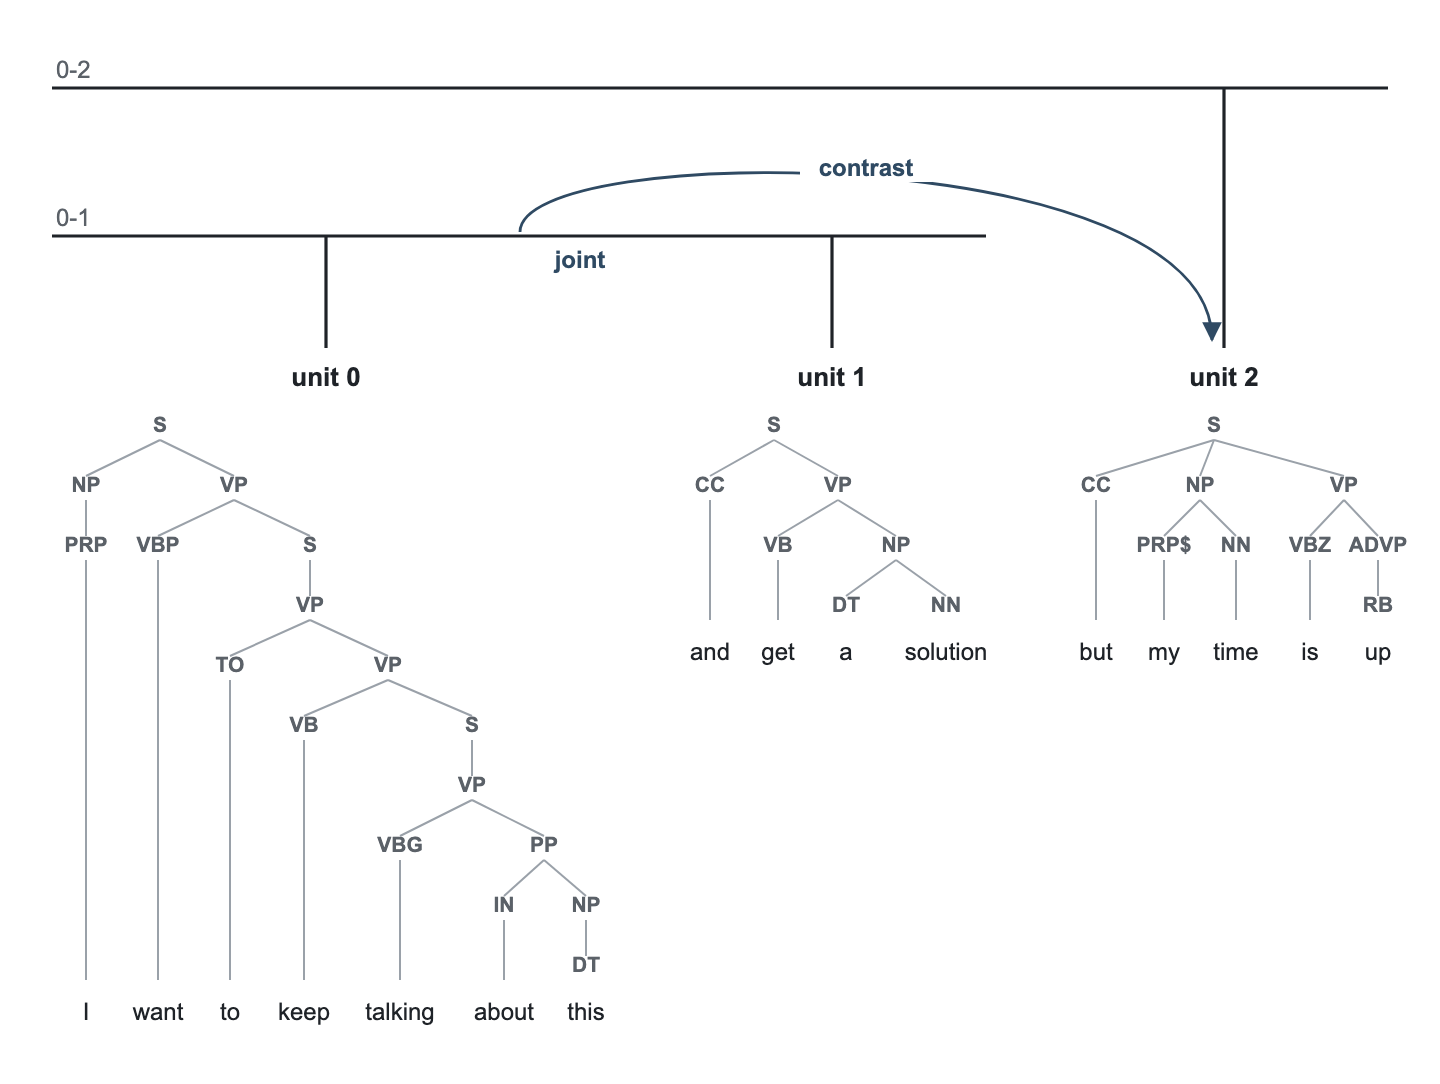 0-2
contrast
0-1
joint
unit 0 unit 1 unit 2
S S S
NP VP CC VP CC NP VP
PRP VBP S VB NP PRP$ NN VBZ ADVP
VP DT NN RB
TO VP and get a solution but my time is up
VB S
VP
VBG PP
IN NP
DT
I want to keep talking about this